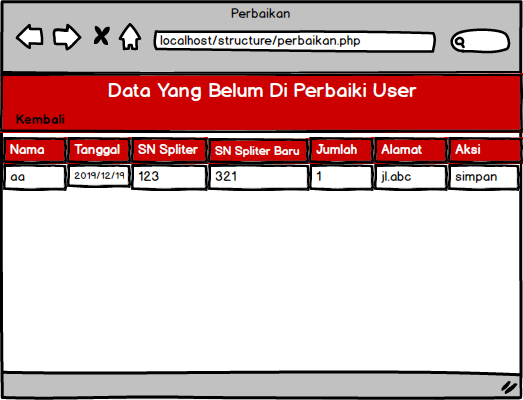 Perbaikan
localhost/structure/perbaikan.php
Data Yang Belum Di Perbaiki User
Kembali
Nama Tanggal SN Spliter SN Spliter Baru Jumlah Alamat Aksi
aa 2019/12/19 123 321 1 jl.abc simpan